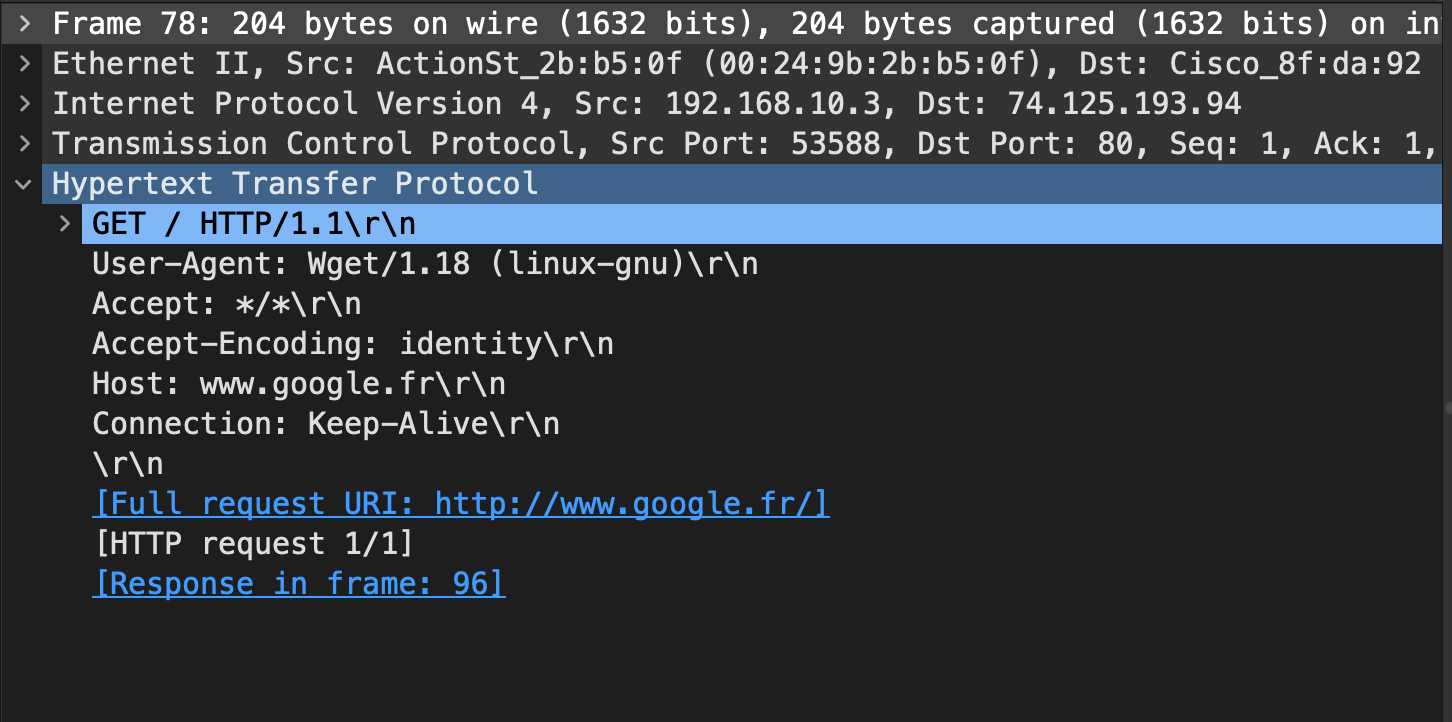 Frame 78: 204 bytes on wire (1632 bits), 204 bytes captured (1632 bits) on in
Ethernet II, Src: ActionSt_2b:b5:0f (00:24:9b:2b:b5:0f), Dst: Cisco_8f:da:92
Internet Protocol Version 4, Src: 192.168.10.3, Dst: 74.125.193.94
Transmission Control Protocol, Src Port: 53588, Dst Port: 80, Seq: 1, Ack: 1,
Hypertext Transfer Protocol
GET / HTTP/1.1\r\n
User-Agent: Wget/1.18 (linux-gnu)\r\n
Accept: */*\r\n
Accept-Encoding: identity\r\n
Host: www.google.fr\r\n
Connection: Keep-Alive\r\n
\r\n
[Full request URI: http://www.google.fr/]
[HTTP request 1/1]
[Response in frame: 96]